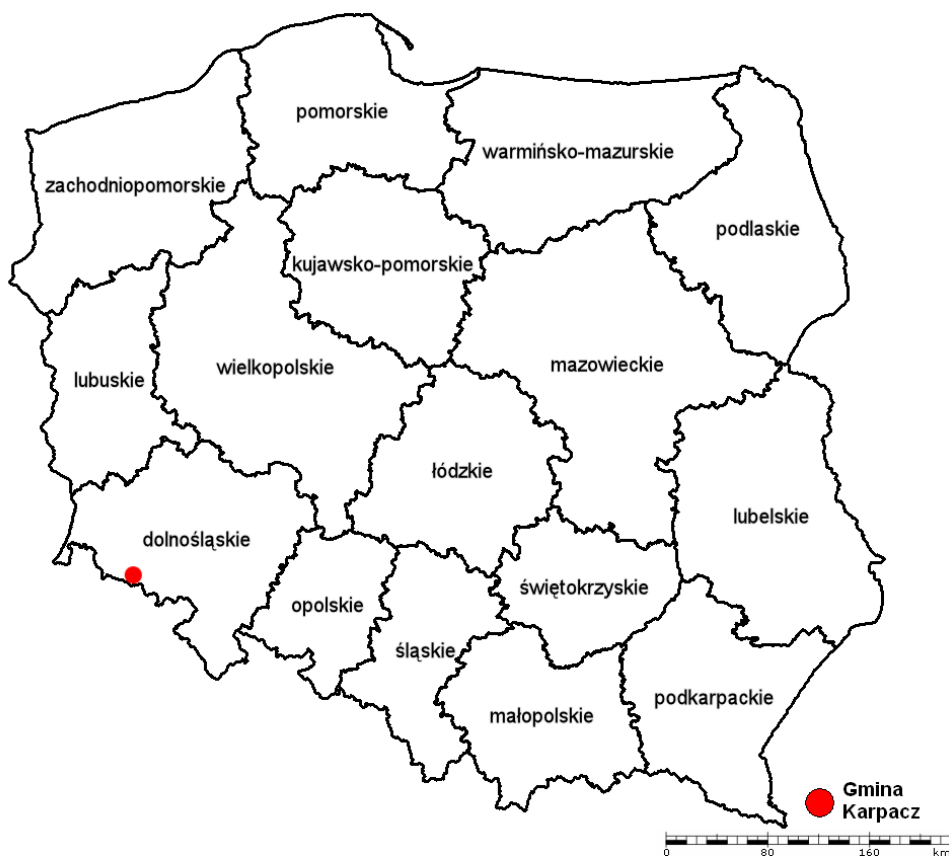 pomorskie
warmińsko-mazurskie
zachodniopomorskie
podlaskie
kujawsko-pomorskie
wielkopolskie
mazowieckie
lubuskie
łódzkie
lubelskie
dolnośląskie
świętokrzyskie
opolskie
śląskie
podkarpackie
małopolskie
Gmina
Karpacz
0 80 160 km